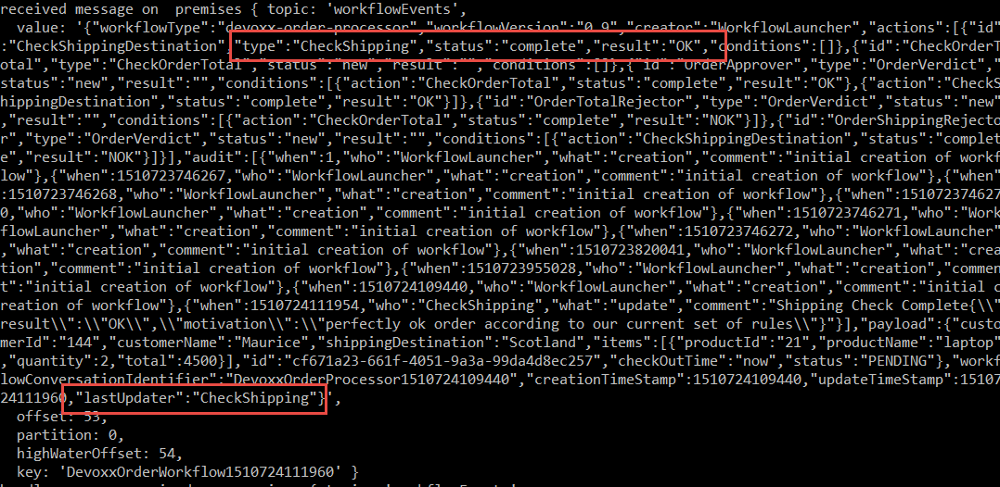 received message on  premises { topic: 'workflowEvents',
  value: '{"workflowType":"devoxx-order-processor","workflowVersion":"0.9","creator":"WorkflowLauncher","actions":[{"id"
:"CheckShippingDestination","type":"CheckShipping","status":"complete","result":"OK","conditions":[]},{"id":"CheckOrderT
otal","type":"CheckOrderTotal","status":"new","result":"","conditions":[]},{"id":"OrderApprover","type":"OrderVerdict","
status":"new","result":"","conditions":[{"action":"CheckOrderTotal","status":"complete","result":"OK"},{"action":"CheckS
hippingDestination","status":"complete","result":"OK"}]},{"id":"OrderTotalRejector","type":"OrderVerdict","status":"new"
,"result":"","conditions":[{"action":"CheckOrderTotal","status":"complete","result":"NOK"}]},{"id":"OrderShippingRejecto
r","type":"OrderVerdict","status":"new","result":"","conditions":[{"action":"CheckShippingDestination","status":"complet
e","result":"NOK"}]}],"audit":[{"when":1,"who":"WorkflowLauncher","what":"creation","comment":"initial creation of workf
low"},{"when":1510723746267,"who":"WorkflowLauncher","what":"creation","comment":"initial creation of workflow"},{"when"
:1510723746268,"who":"WorkflowLauncher","what":"creation","comment":"initial creation of workflow"},{"when":151072374627
0,"who":"WorkflowLauncher","what":"creation","comment":"initial creation of workflow"},{"when":1510723746271,"who":"Work
flowLauncher","what":"creation","comment":"initial creation of workflow"},{"when":1510723746272,"who":"WorkflowLauncher"
,"what":"creation","comment":"initial creation of workflow"},{"when":1510723820041,"who":"WorkflowLauncher","what":"crea
tion","comment":"initial creation of workflow"},{"when":1510723955028,"who":"WorkflowLauncher","what":"creation","commen
t":"initial creation of workflow"},{"when":1510724109440,"who":"WorkflowLauncher","what":"creation","comment":"initial c
reation of workflow"},{"when":1510724111954,"who":"CheckShipping","what":"update","comment":"Shipping Check Complete{\\"
result\\":\\"OK\\",\\"motivation\\":\\"perfectly ok order according to our current set of rules\\"}"}],"payload":{"custo
merId":"144","customerName":"Maurice","shippingDestination":"Scotland","items":[{"productId":"21","productName":"laptop"
,"quantity":2,"total":4500}],"id":"cf671a23-661f-4051-9a3a-99da4d8ec257","checkOutTime":"now","status":"PENDING"},"workf
lowConversationIdentifier":"DevoxxOrderProcessor1510724109440","creationTimeStamp":1510724109440,"updateTimeStamp":15107
24111960,"lastUpdater":"CheckShipping"}',
  offset: 53,
  partition: 0,
  highWaterOffset: 54,
  key: 'DevoxxOrderWorkflow1510724111960' }